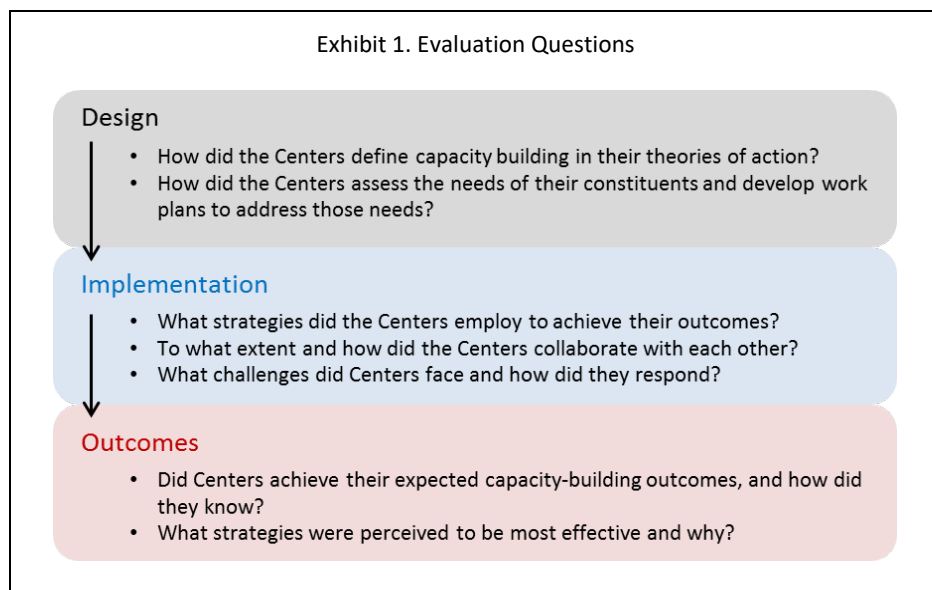 Exhibit 1. Evaluation Questions
Design
• How did the Centers define capacity building in their theories of action?
• How did the Centers assess the needs of their constituents and develop work
plans to address those needs?
Implementation
• What strategies did the Centers employ to achieve their outcomes?
• To what extent and how did the Centers collaborate with each other?
• What challenges did Centers face and how did they respond?
Outcomes
• Did Centers achieve their expected capacity-building outcomes, and how did
they know?
• What strategies were perceived to be most effective and why?